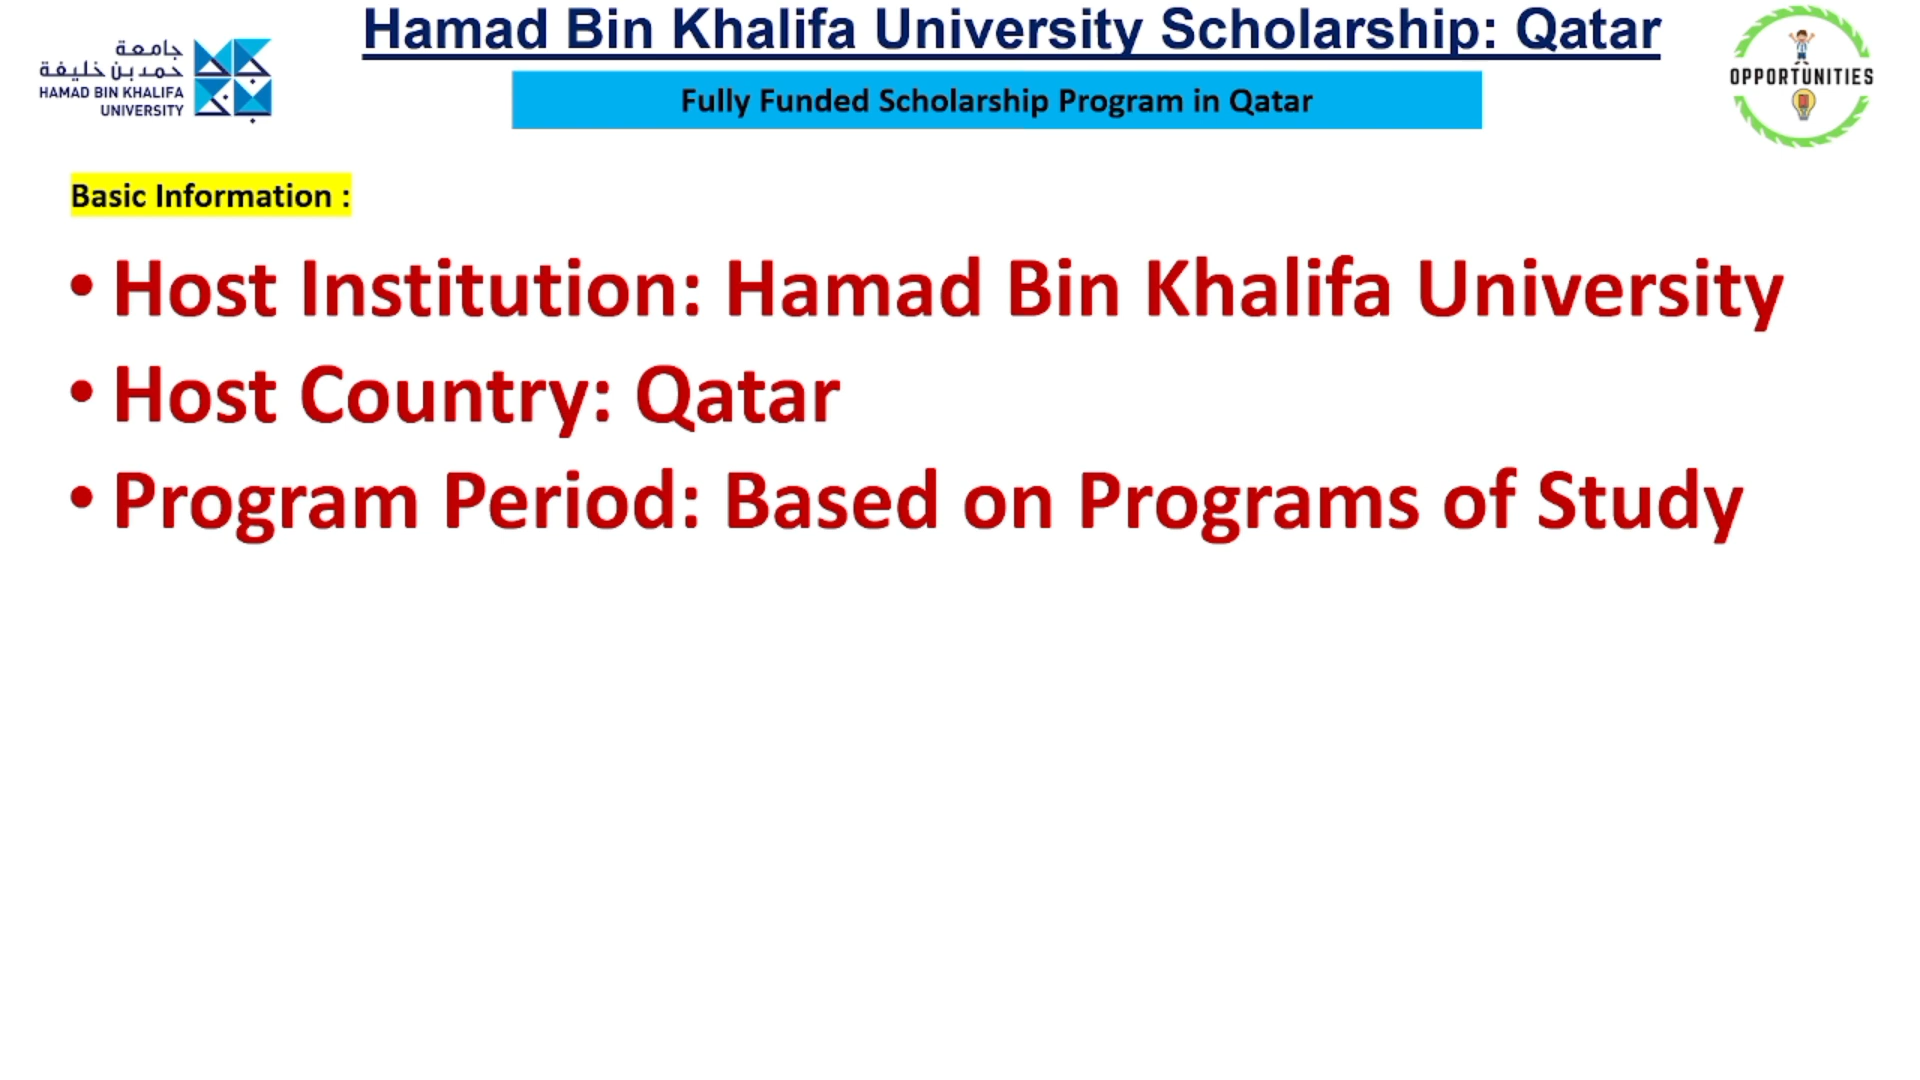 Hamad Bin Khalifa University Scholarship: Qatar
جامعة
حمد بن خليفة
HAMAD BIN KHALIFA
UNIVERSITY
Fully Funded Scholarship Program in Qatar
OPPORTUNITIES
Basic Information :
• Host Institution: Hamad Bin Khalifa University
• Host Country: Qatar
• Program Period: Based on Programs of Study